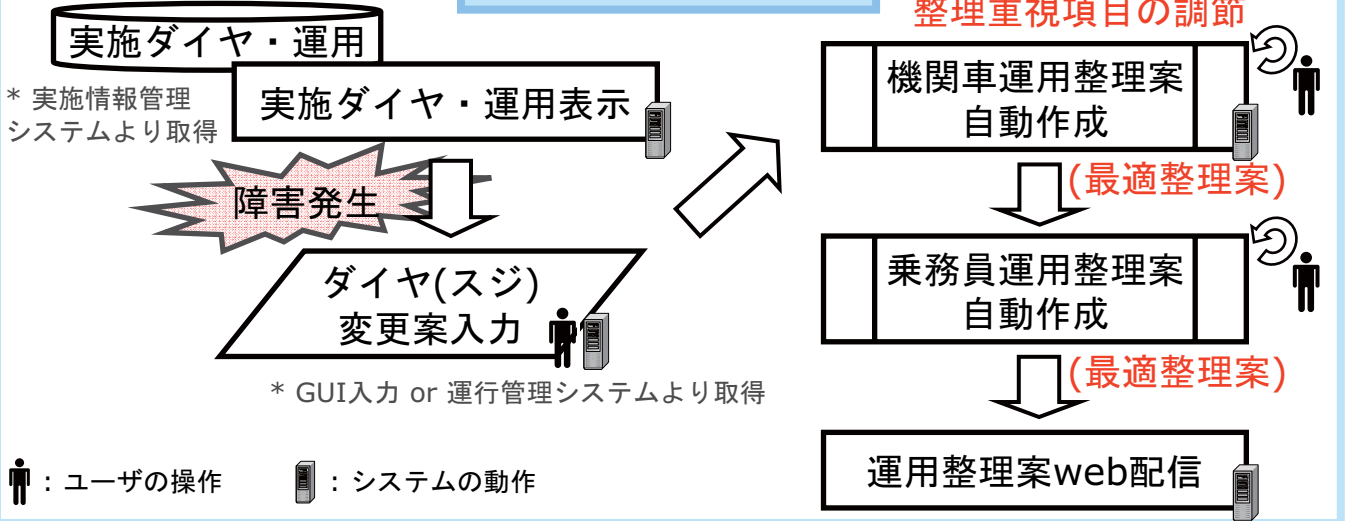 実施ダイヤ・運用
* 実施情報管理
システムより取得
実施ダイヤ・運用表示
障害発生
ダイヤ(スジ)
変更案入力
* GUI入力 or 運行管理システムより取得
整理重視項目の調節
機関車運用整理案
自動作成
(最適整理案)
乗務員運用整理案
自動作成
(最適整理案)
運用整理案web配信
：ユーザの操作
：システムの動作